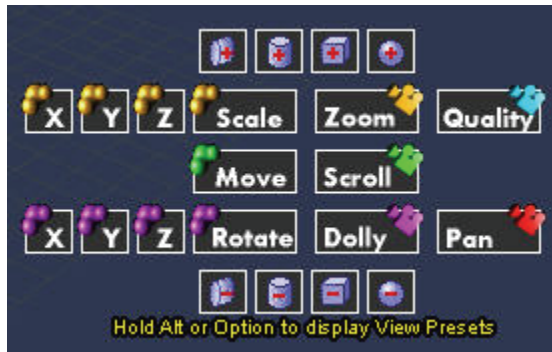 X Y Z Scale Zoom Quality
Move Scroll
X Y Z Rotate Dolly Pan
Hold Alt or Option to display View Presets